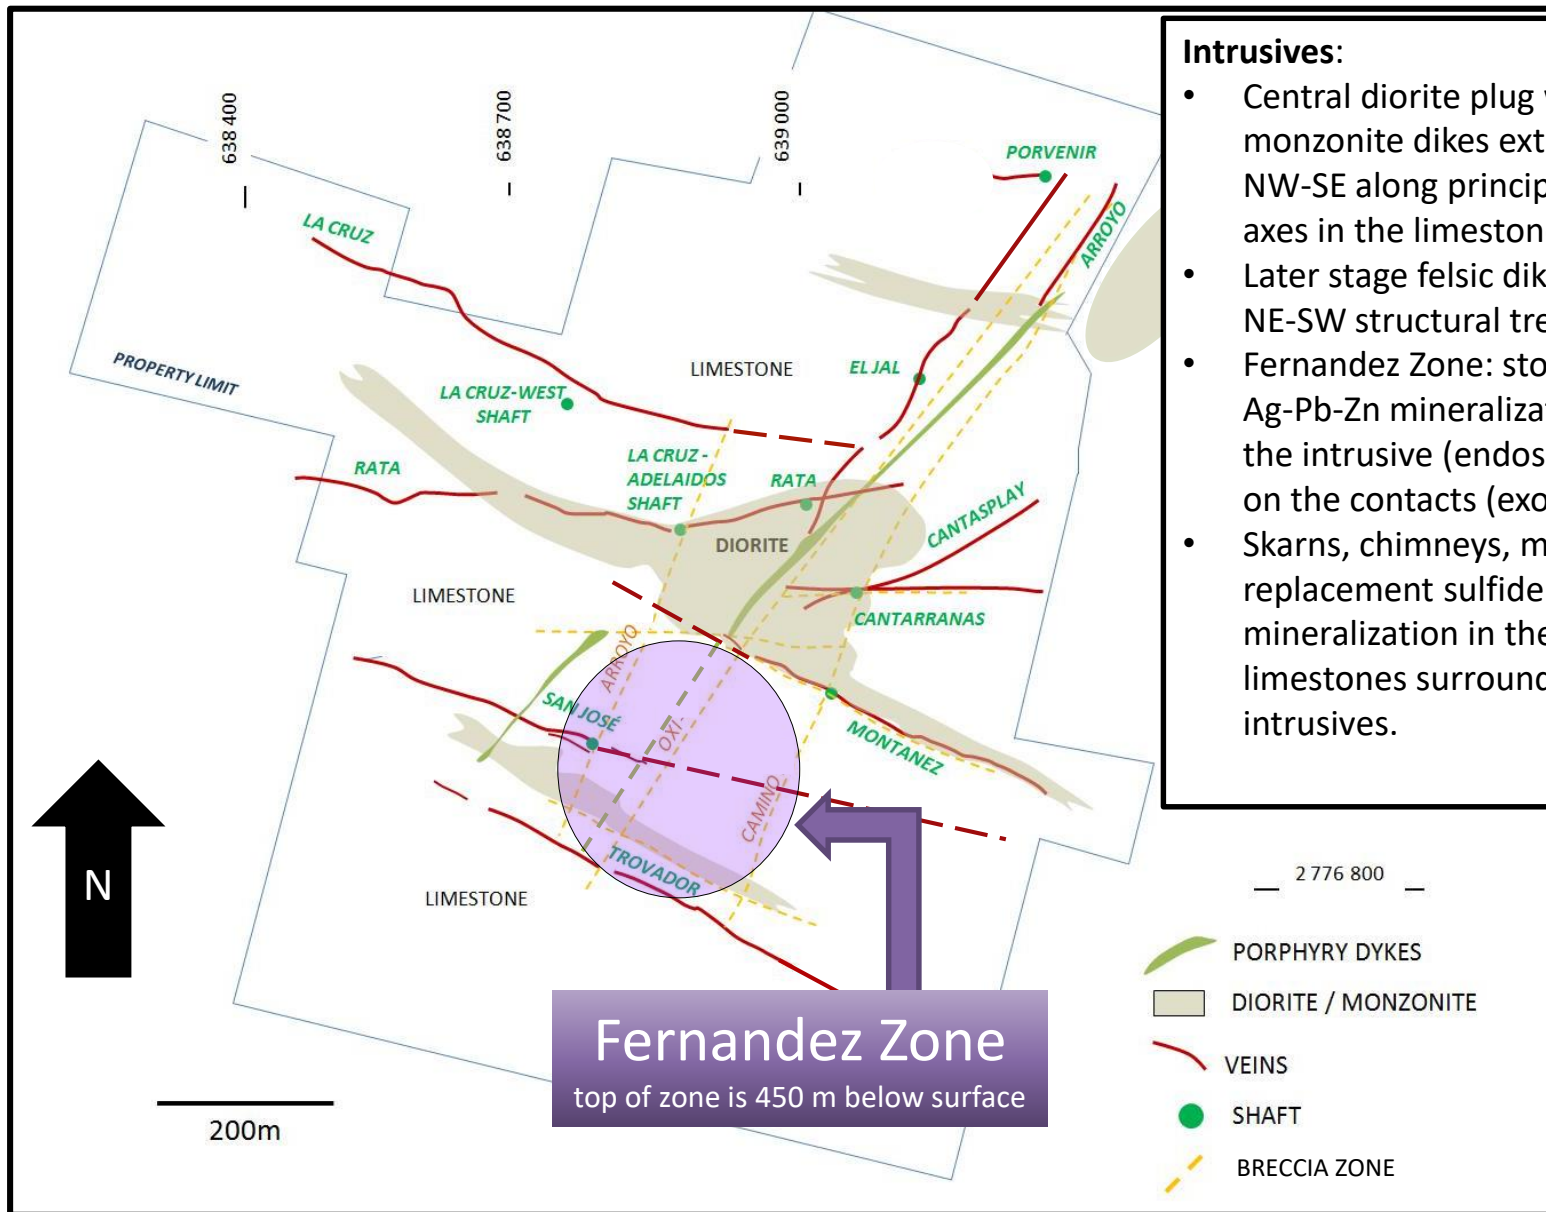 Intrusives:
• Central diorite plug
monzonite dikes ext
NW-SE along princip
axes in the limeston
• Later stage felsic dik
NE-SW structural tre
• Fernandez Zone: sto
Ag-Pb-Zn mineraliza
the intrusive (endos
on the contacts (exo
• Skarns, chimneys, m
replacement sulfide
mineralization in the
limestones surround
intrusives.
638 400
638 700
639 000
PORVENIR
ARROYO
LA CRUZ
PROPERTY LIMIT
LIMESTONE
EL JAL
LA CRUZ-WEST
SHAFT
RATA
LA CRUZ -
ADELAIDOS
SHAFT
RATA
CANTASPLAY
DIORITE
LIMESTONE
CANTARRANAS
ARROYO
SAN JOSÉ
OXI-
MONTANEZ
CAMINO
TROVADOR
LIMESTONE
N
2 776 800
Fernandez Zone
top of zone is 450 m below surface
200m
PORPHYRY DYKES
DIORITE / MONZONITE
VEINS
SHAFT
BRECCIA ZONE